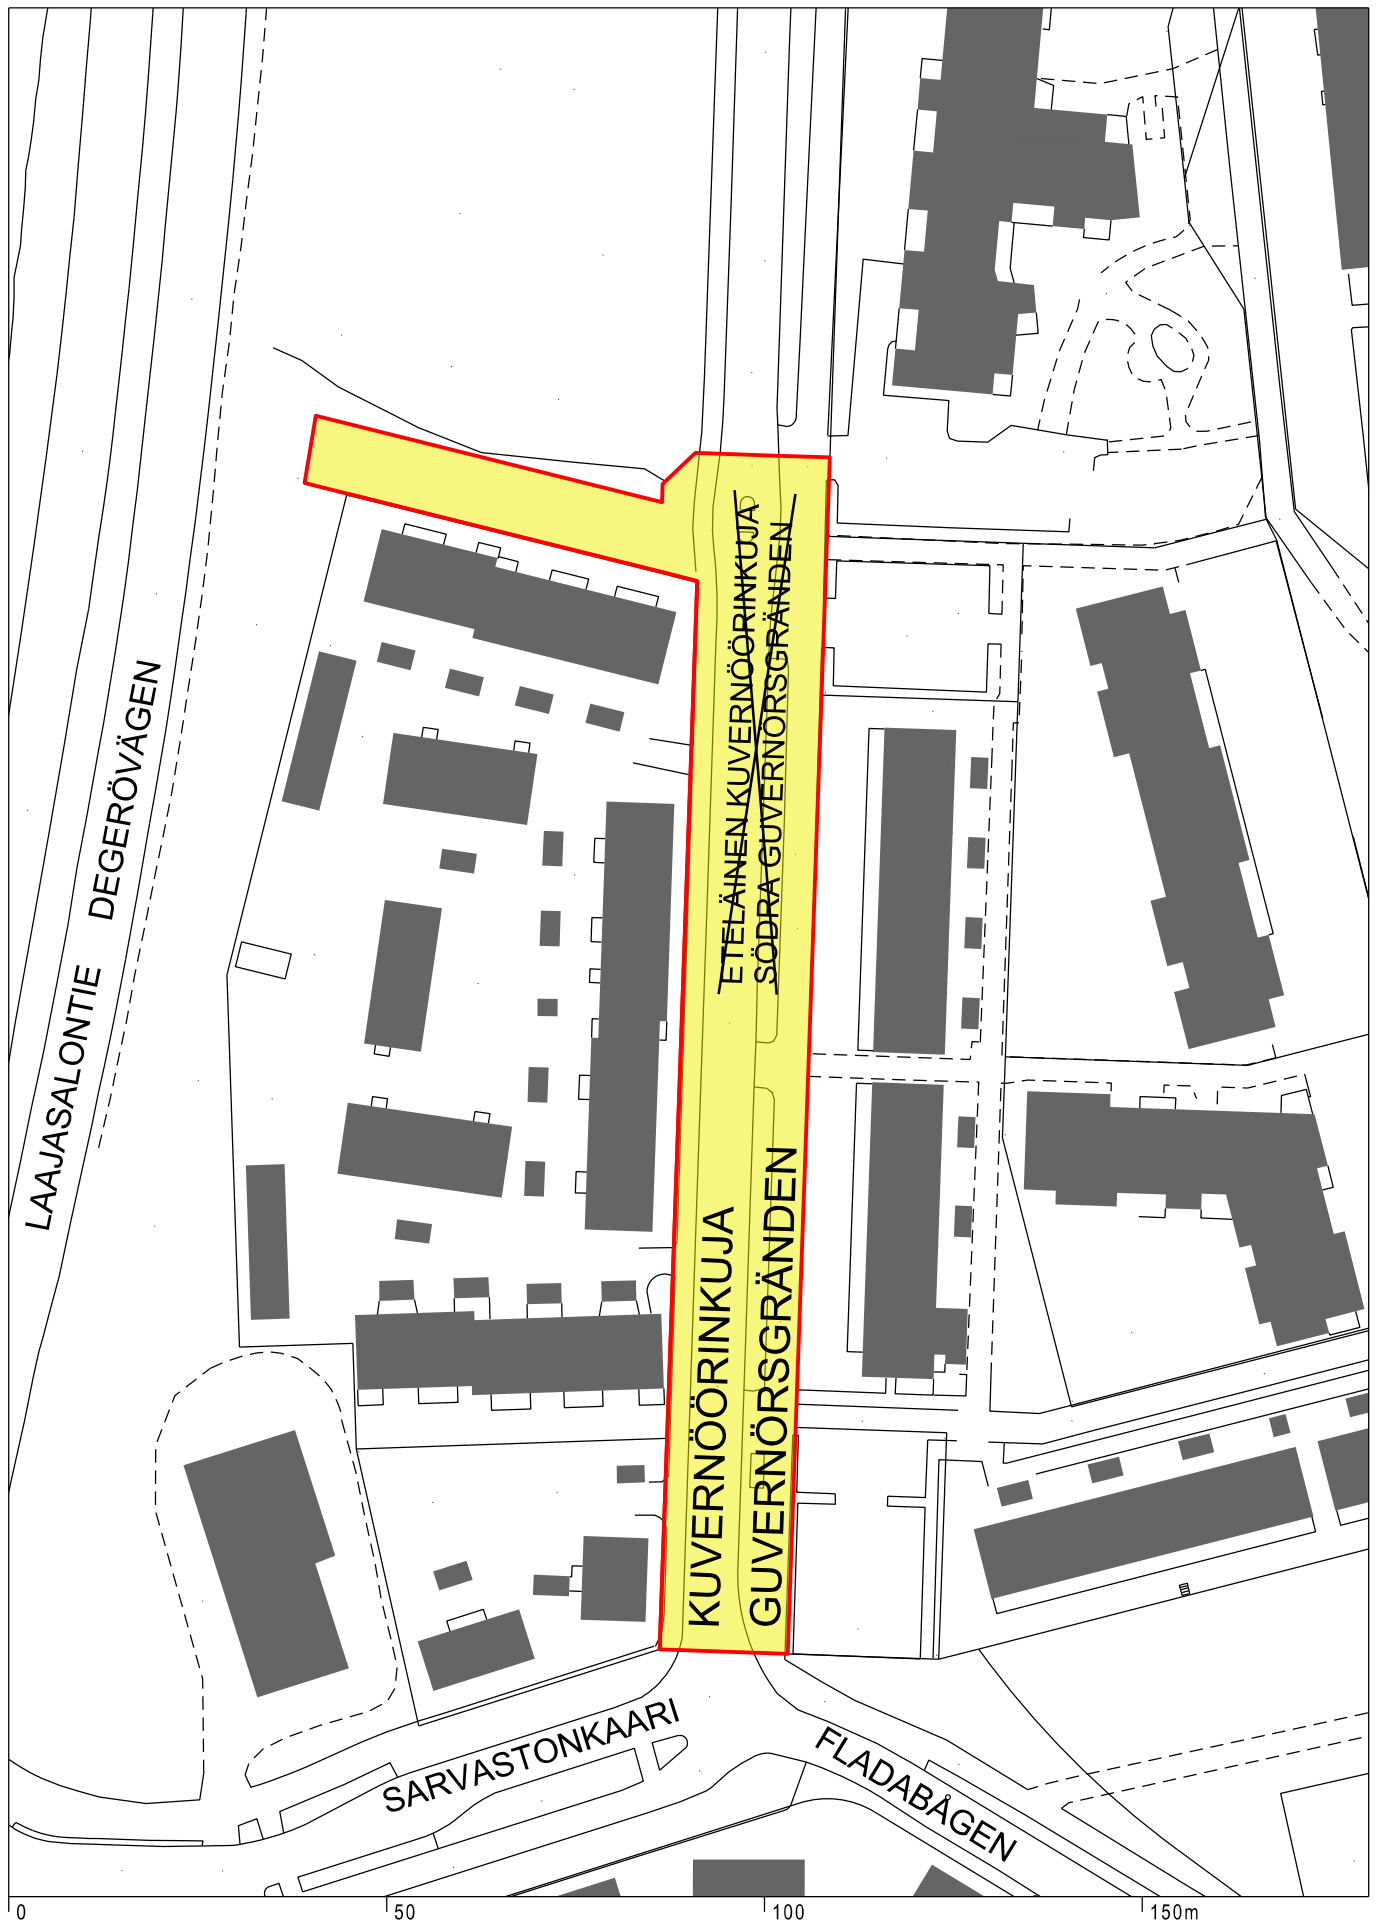 LAAJASALONTIE DEGERÖVÄGEN
ETELÄINEN KUVERNÖÖRINKUJA
SÖDRA GUVERNÖRSGRÄNDEN
KUVERNÖÖRINKUJA
GUVERNÖRSGRÄNDEN
SARVASTONKAARI
FLADABÅGEN
0 50 100 150m